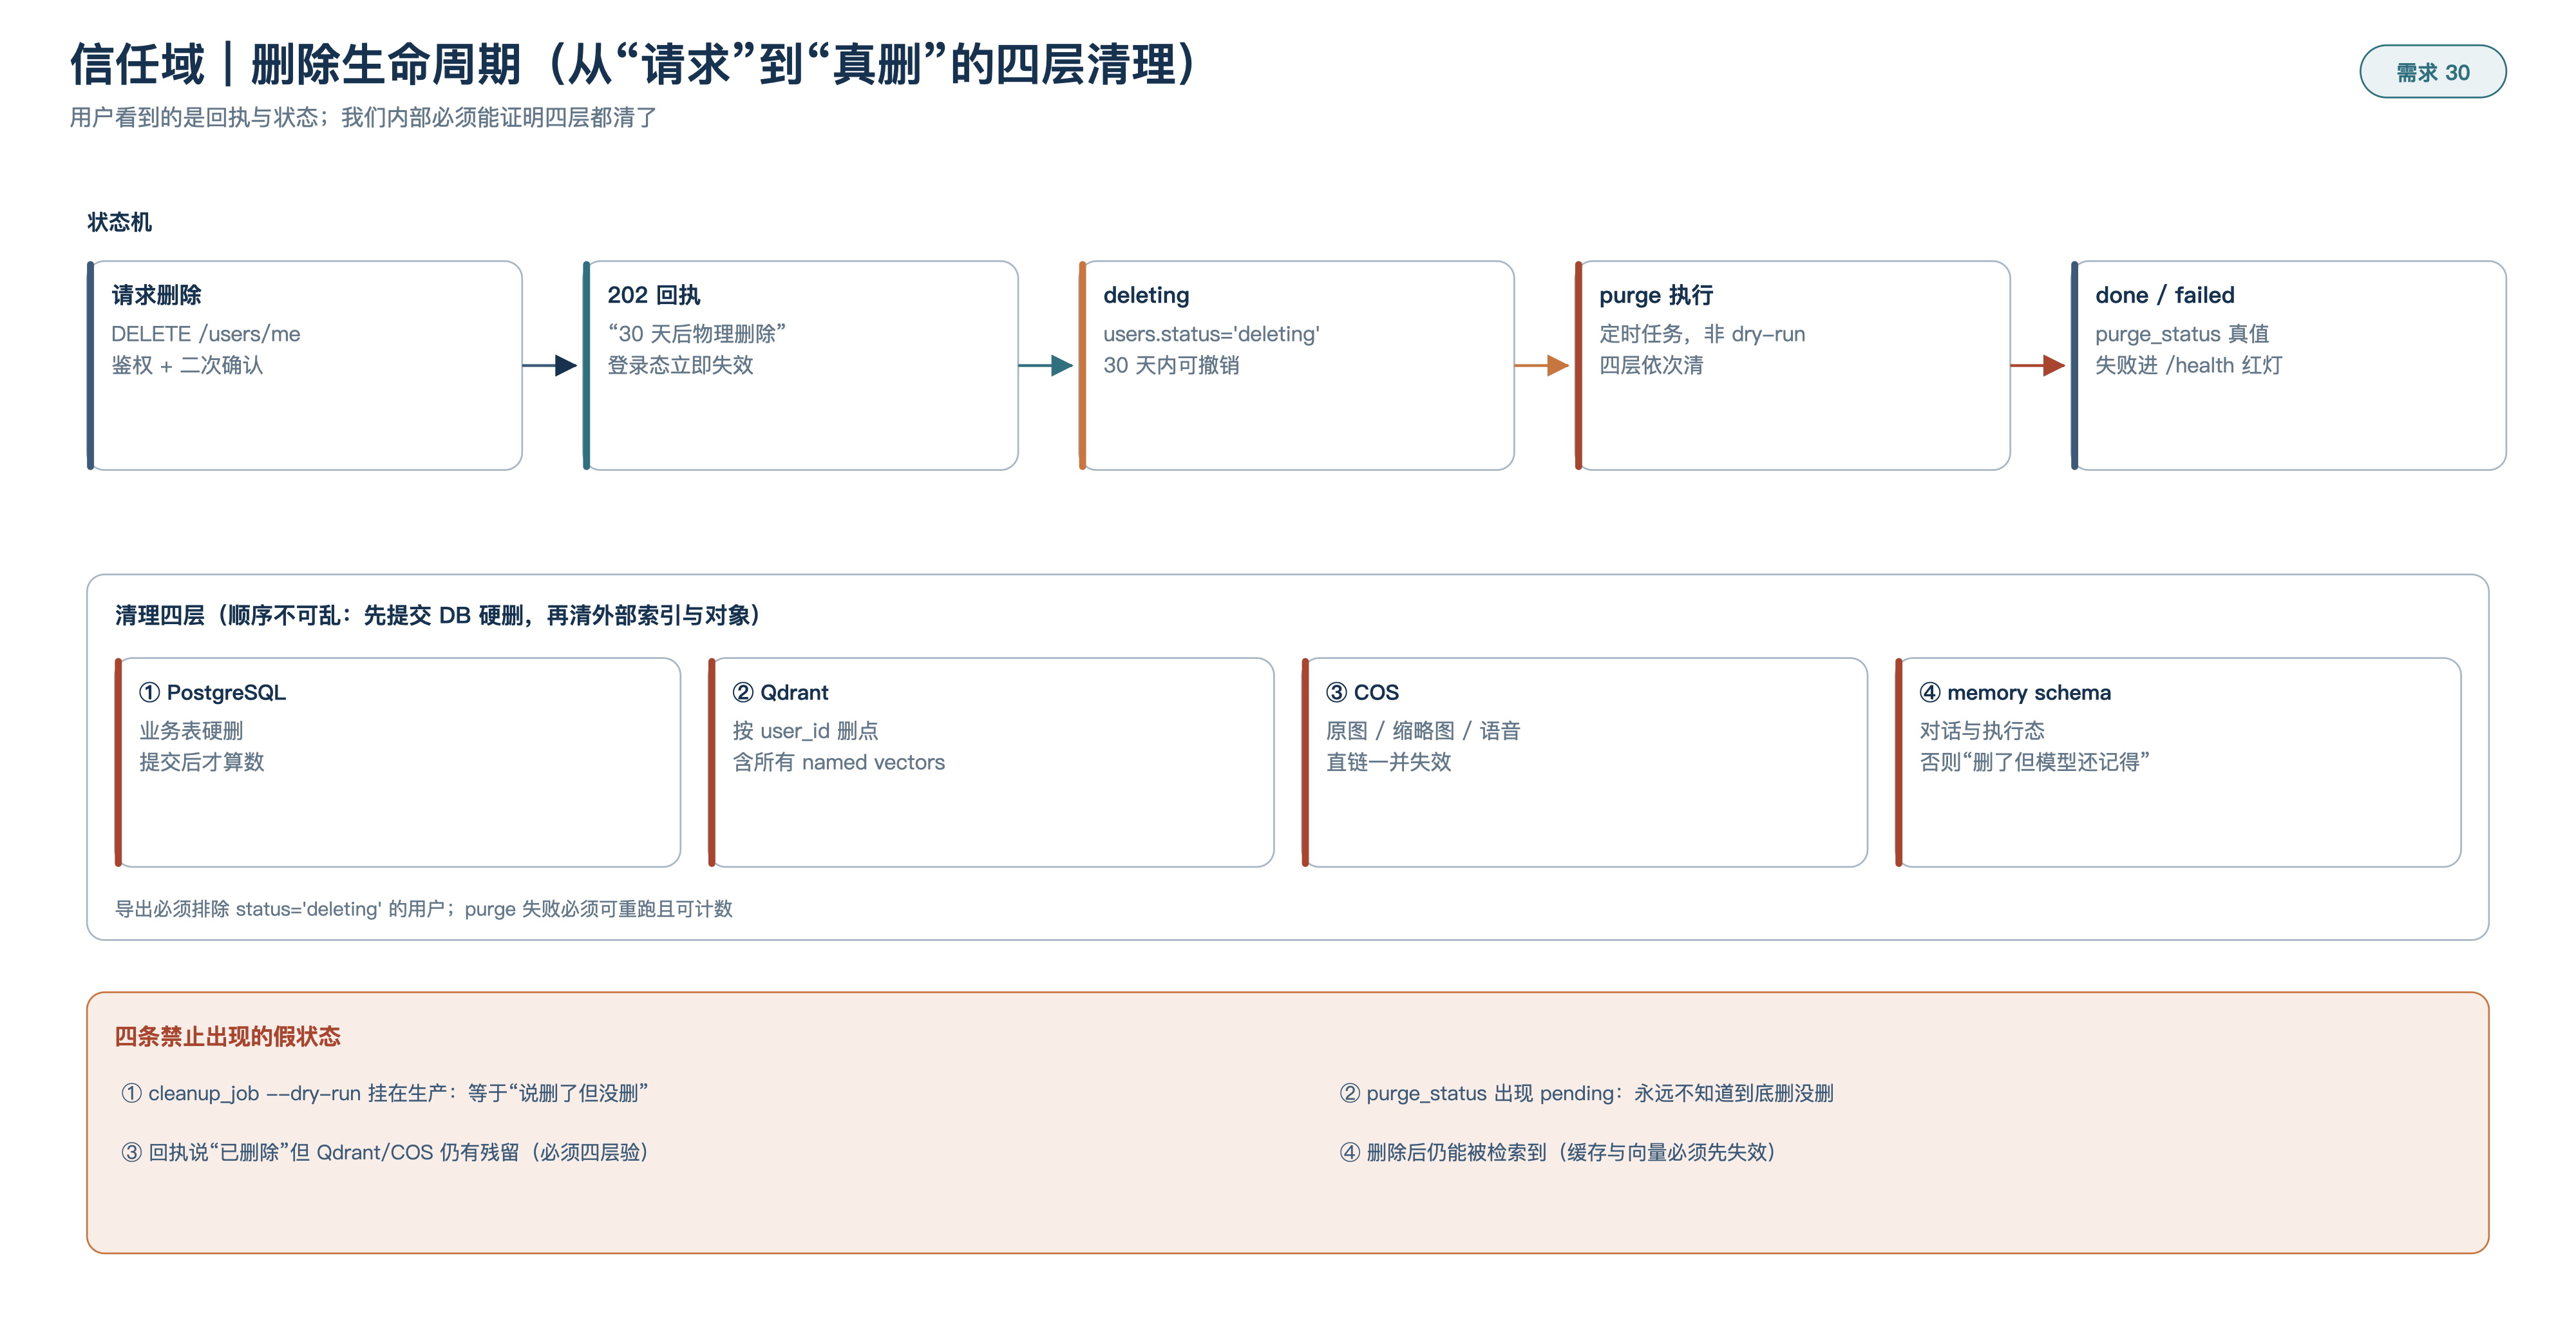 信任域｜删除生命周期（从“请求”到“真删”的四层清理）
需求 30
用户看到的是回执与状态；我们内部必须能证明四层都清了
状态机
请求删除
DELETE /users/me
鉴权 + 二次确认
202 回执
“30 天后物理删除”
登录态立即失效
deleting
users.status='deleting'
30 天内可撤销
purge 执行
定时任务，非 dry-run
四层依次清
done / failed
purge_status 真值
失败进 /health 红灯
清理四层（顺序不可乱：先提交 DB 硬删，再清外部索引与对象）
① PostgreSQL
业务表硬删
提交后才算数
② Qdrant
按 user_id 删点
含所有 named vectors
③ COS
原图 / 缩略图 / 语音
直链一并失效
④ memory schema
对话与执行态
否则“删了但模型还记得”
导出必须排除 status='deleting' 的用户；purge 失败必须可重跑且可计数
四条禁止出现的假状态
① cleanup_job --dry-run 挂在生产：等于“说删了但没删”
② purge_status 出现 pending：永远不知道到底删没删
③ 回执说“已删除”但 Qdrant/COS 仍有残留（必须四层验）
④ 删除后仍能被检索到（缓存与向量必须先失效）